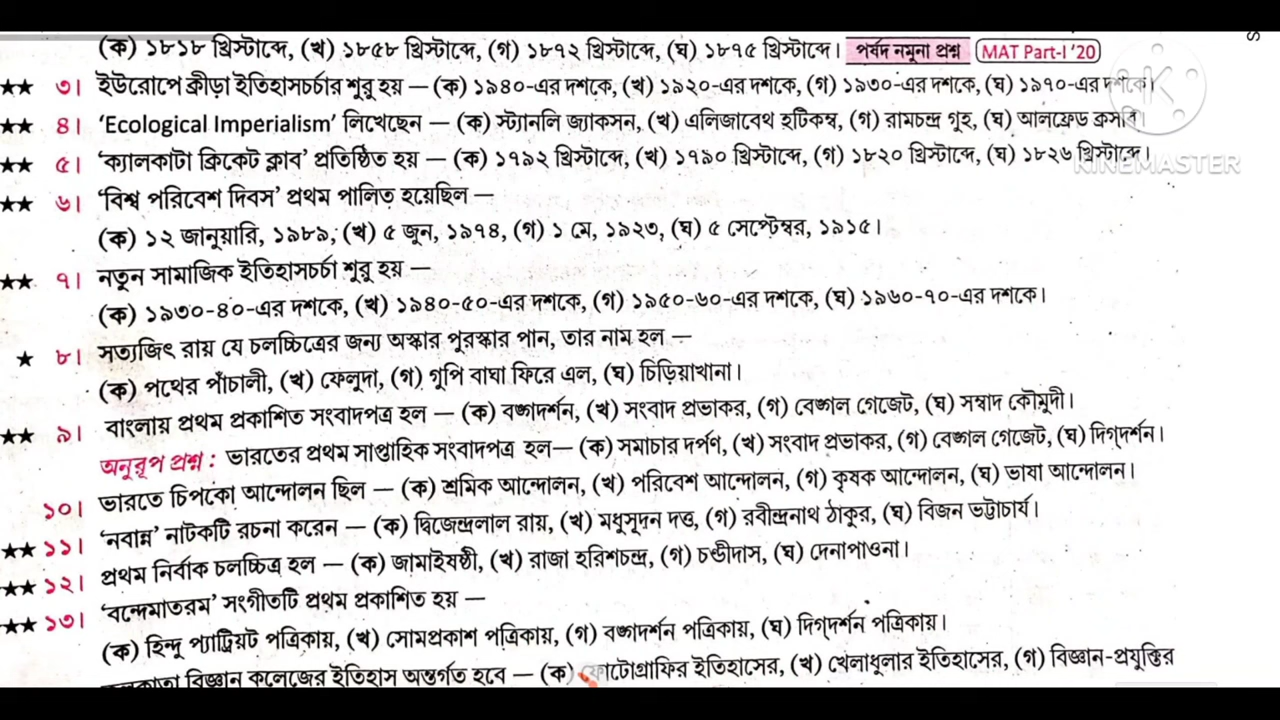 (ক) ১৮১৮ খ্রিস্টাব্দে, (খ) ১৮৫৮ খ্রিস্টাব্দে, (গ) ১৮৭২ খ্রিস্টাব্দে, (ঘ) ১৮৭৫ খ্রিস্টাব্দে। পর্ষদ নমুনা প্রশ্ন MAT Part-I '20
★★ ৩। ইউরোপে ক্রীড়া ইতিহাসচর্চার শুরু হয় — (ক) ১৯৪০-এর দশকে, (খ) ১৯২০-এর দশকে, (গ) ১৯৩০-এর দশকে, (ঘ) ১৯৭০-এর দশকে।
★★ ৪। 'Ecological Imperialism' লিখেছেন — (ক) স্ট্যানলি জ্যাকসন, (খ) এলিজাবেথ হুটিকম্ব, (গ) রামচন্দ্র গুহ, (ঘ) আলফ্রেড ক্রসবি।
★★ ৫। 'ক্যালকাটা ক্রিকেট ক্লাব' প্রতিষ্ঠিত হয় — (ক) ১৭৯২ খ্রিস্টাব্দে, (খ) ১৭৯০ খ্রিস্টাব্দে, (গ) ১৮২০ খ্রিস্টাব্দে, (ঘ) ১৮২৬ খ্রিস্টাব্দে।
KINEMASTER
★★ ৬। 'বিশ্ব পরিবেশ দিবস' প্রথম পালিত হয়েছিল —
(ক) ১২ জানুয়ারি, ১৯৮৯, (খ) ৫ জুন, ১৯৭৪, (গ) ১ মে, ১৯২৩, (ঘ) ৫ সেপ্টেম্বর, ১৯১৫।
★★ ৭। নতুন সামাজিক ইতিহাসচর্চা শুরু হয় —
(ক) ১৯৩০-৪০-এর দশকে, (খ) ১৯৪০-৫০-এর দশকে, (গ) ১৯৫০-৬০-এর দশকে, (ঘ) ১৯৬০-৭০-এর দশকে।
★ ৮। সত্যজিৎ রায় যে চলচ্চিত্রের জন্য অস্কার পুরস্কার পান, তার নাম হল —
(ক) পথের পাঁচালী, (খ) ফেলুদা, (গ) গুপি বাঘা ফিরে এল, (ঘ) চিড়িয়াখানা।
★★ ৯। বাংলায় প্রথম প্রকাশিত সংবাদপত্র হল — (ক) বঙ্গদর্শন, (খ) সংবাদ প্রভাকর, (গ) বেঙ্গল গেজেট, (ঘ) সম্বাদ কৌমুদী।
অনুরূপ প্রশ্ন : ভারতের প্রথম সাপ্তাহিক সংবাদপত্র হল— (ক) সমাচার দর্পণ, (খ) সংবাদ প্রভাকর, (গ) বেঙ্গল গেজেট, (ঘ) দিগ্‌দর্শন।
১০। ভারতে চিপকো আন্দোলন ছিল — (ক) শ্রমিক আন্দোলন, (খ) পরিবেশ আন্দোলন, (গ) কৃষক আন্দোলন, (ঘ) ভাষা আন্দোলন।
★★ ১১। 'নবান্ন' নাটকটি রচনা করেন — (ক) দ্বিজেন্দ্রলাল রায়, (খ) মধুসূদন দত্ত, (গ) রবীন্দ্রনাথ ঠাকুর, (ঘ) বিজন ভট্টাচার্য।
★★ ১২। প্রথম নির্বাক চলচ্চিত্র হল — (ক) জামাইষষ্ঠী, (খ) রাজা হরিশচন্দ্র, (গ) চণ্ডীদাস, (ঘ) দেনাপাওনা।
★★ ১৩। 'বন্দেমাতরম' সংগীতটি প্রথম প্রকাশিত হয় —
(ক) হিন্দু প্যাট্রিয়ট পত্রিকায়, (খ) সোমপ্রকাশ পত্রিকায়, (গ) বঙ্গদর্শন পত্রিকায়, (ঘ) দিগ্‌দর্শন পত্রিকায়।
বিজ্ঞান কলেজের ইতিহাস অন্তর্গত হবে — (ক) ফোটোগ্রাফির ইতিহাসের, (খ) খেলাধুলার ইতিহাসের, (গ) বিজ্ঞান-প্রযুক্তির